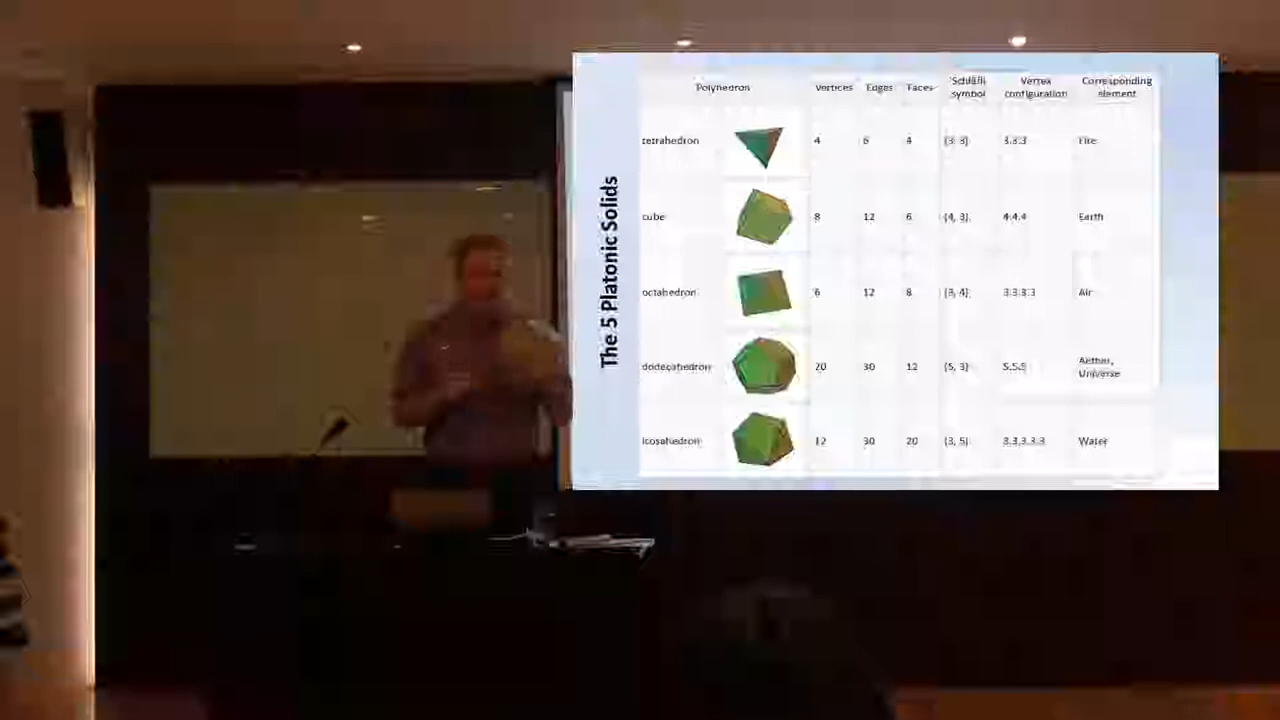 The 5 Platonic Solids
Polyhedron Vertices Edges Faces Schläfli symbol Vertex configuration Corresponding element
tetrahedron 4 6 4 {3, 3} 3.3.3 Fire
cube 8 12 6 {4, 3} 4.4.4 Earth
octahedron 6 12 8 {3, 4} 3.3.3.3 Air
dodecahedron 20 30 12 {5, 3} 5.5.5 Aether, Universe
icosahedron 12 30 20 {3, 5} 3.3.3.3.3 Water